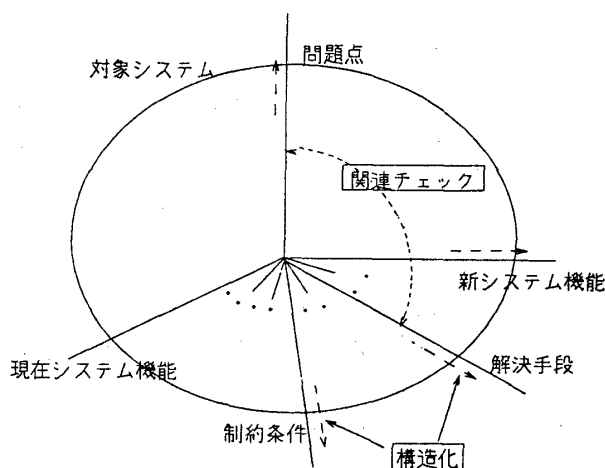 問題点
対象システム
関連チェック
新システム機能
解決手段
現在システム機能
制約条件
構造化